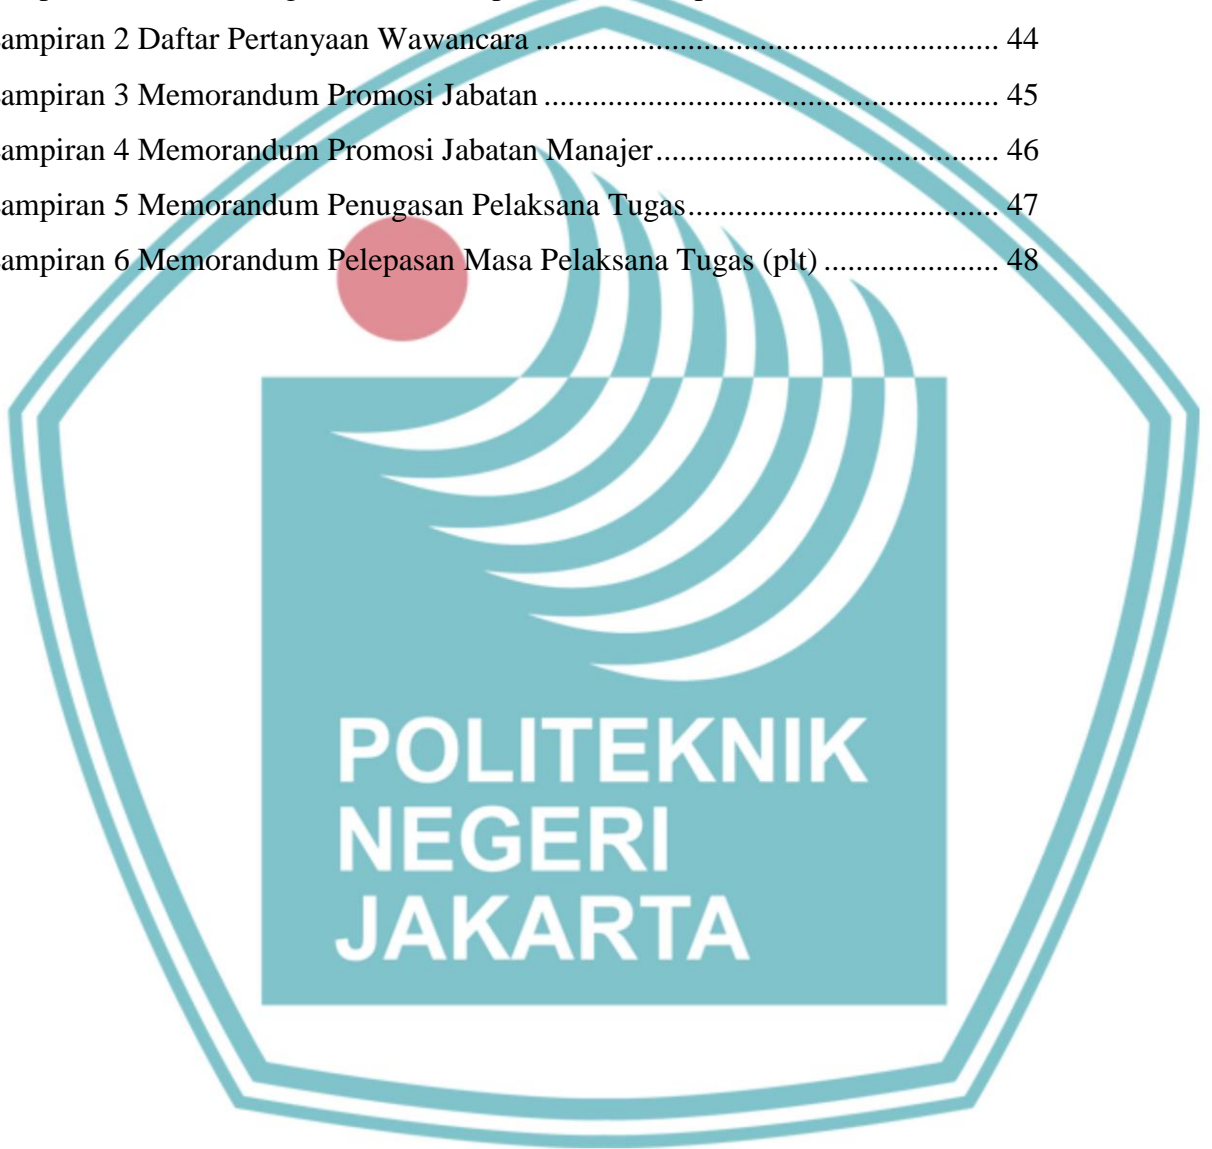 ampiran 2 Daftar Pertanyaan Wawancara ........................................................... 44
ampiran 3 Memorandum Promosi Jabatan .......................................................... 45
ampiran 4 Memorandum Promosi Jabatan Manajer ............................................ 46
ampiran 5 Memorandum Penugasan Pelaksana Tugas ........................................ 47
ampiran 6 Memorandum Pelepasan Masa Pelaksana Tugas (plt) ...................... 48
POLITEKNIK
NEGERI
JAKARTA